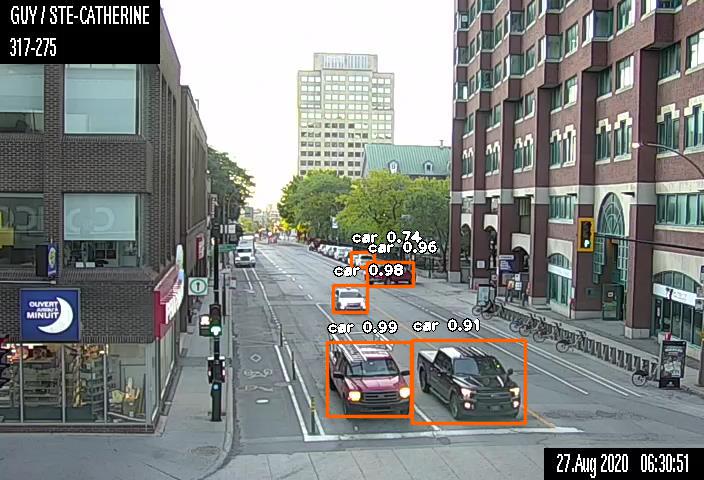 GUY / STE-CATHERINE
317-275
car 0.74
car 0.96
car 0.98
car 0.99
car 0.91
OUVERT
JUSQU'À
MINUIT
27.Aug 2020 06:30:51